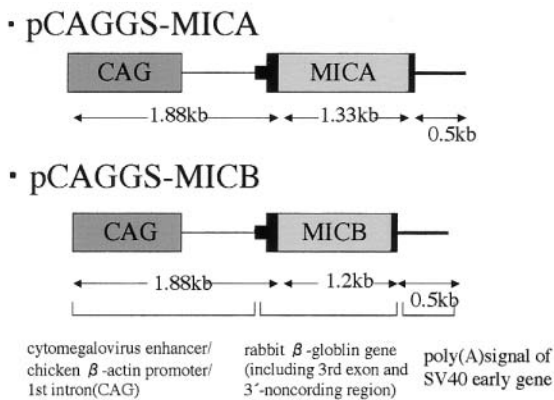 · pCAGGS-MICA
CAG
MICA
1.88kb
1.33kb
0.5kb
· pCAGGS-MICB
CAG
MICB
1.88kb
1.2kb
0.5kb
cytomegalovirus enhancer/
chicken β-actin promoter/
1st intron(CAG)
rabbit β-globlin gene
(including 3rd exon and
3´-noncording region)
poly(A)signal of
SV40 early gene